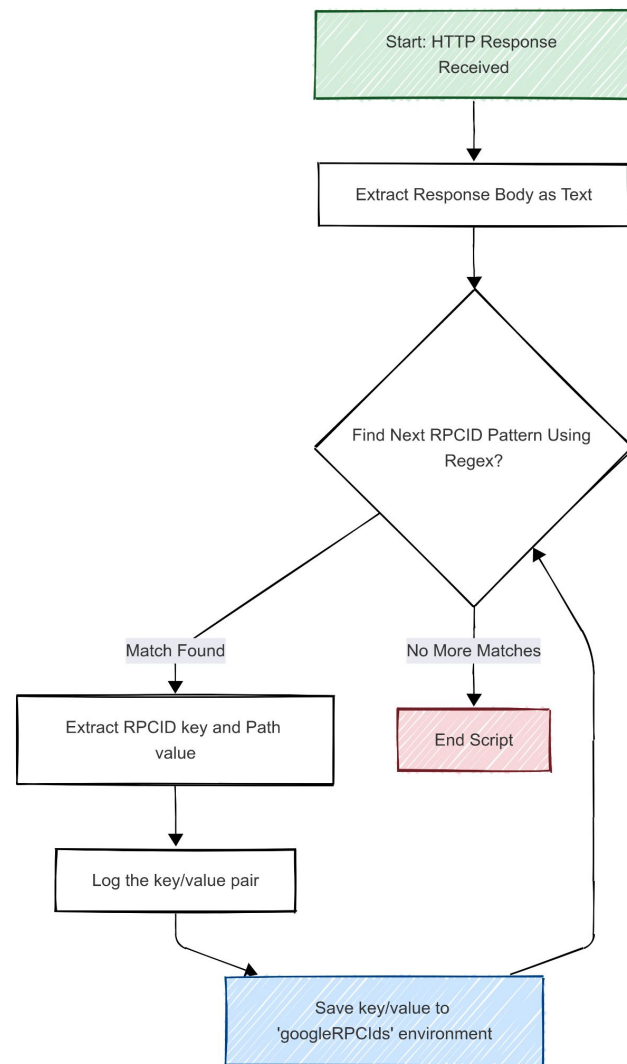 Start: HTTP Response
Received
Extract Response Body as Text
Find Next RPCID Pattern Using
Regex?
Match Found
No More Matches
Extract RPCID key and Path
value
End Script
Log the key/value pair
Save key/value to
'googleRPCIds' environment